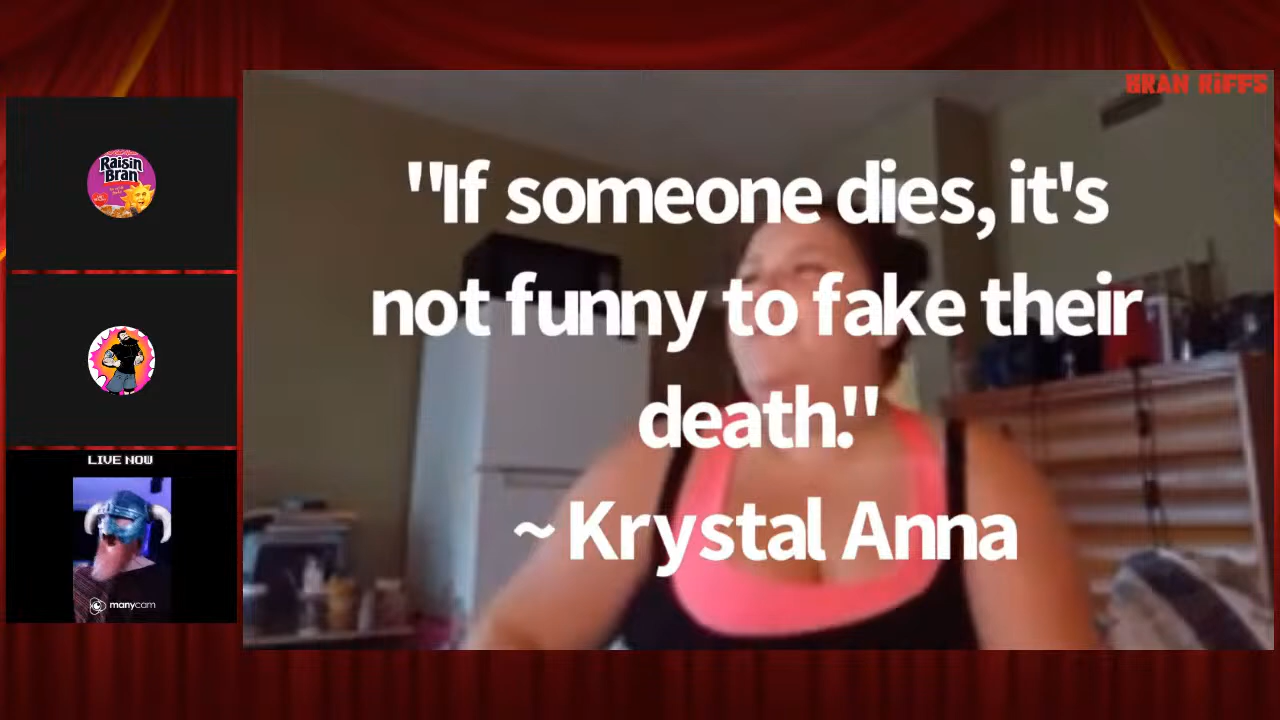 BRAN RiFFS
Raisin
Bran
"If someone dies, it's
not funny to fake their
death."
~ Krystal Anna
LIVE NOW
manycam